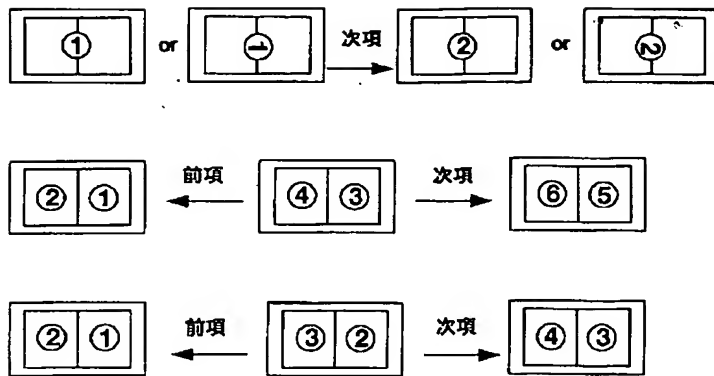 ① or ① 次項 ② or ②
② ① 前項 ④ ③ 次項 ⑥ ⑤
② ① 前項 ③ ② 次項 ④ ③